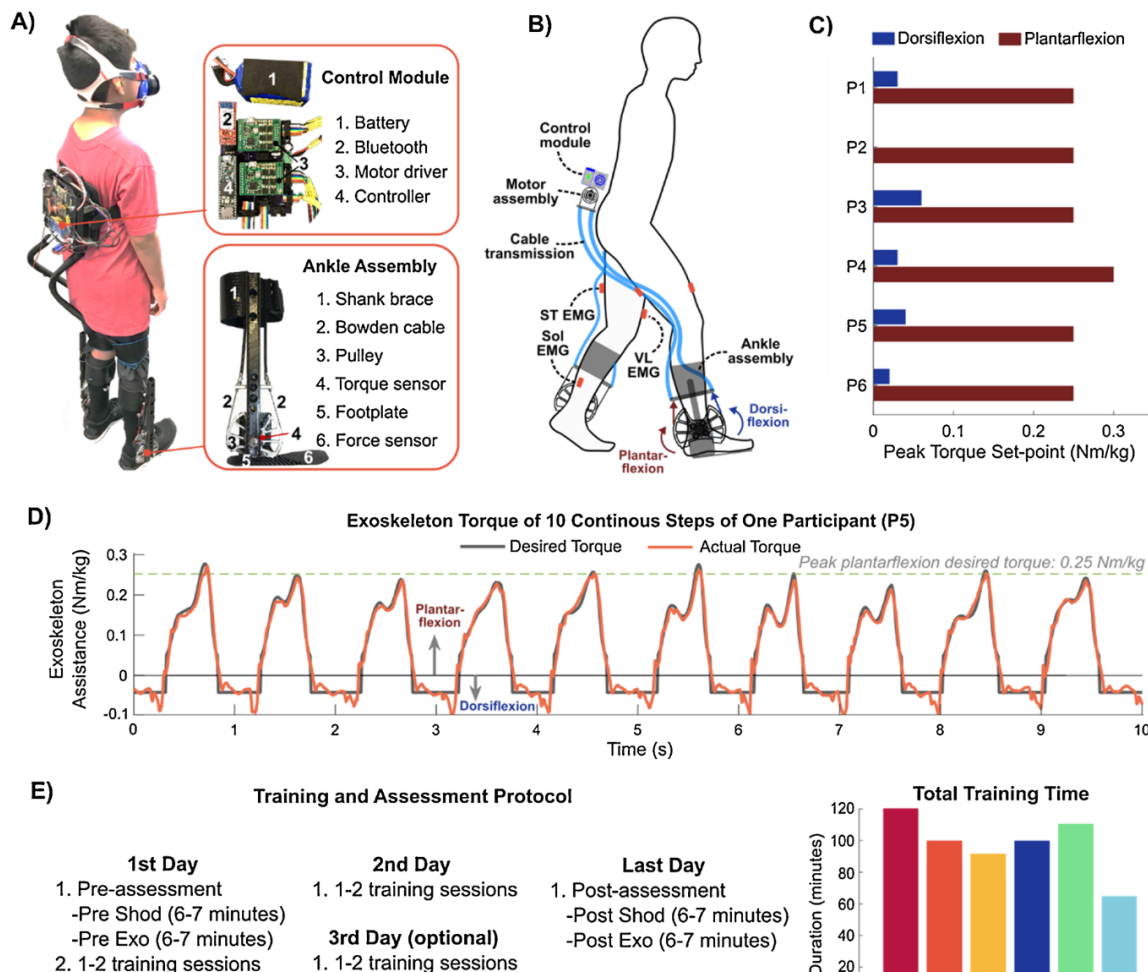 A)
Control Module
1
2
3
4
1. Battery
2. Bluetooth
3. Motor driver
4. Controller
Ankle Assembly
1
2
2
3
4
5
6
1. Shank brace
2. Bowden cable
3. Pulley
4. Torque sensor
5. Footplate
6. Force sensor
B)
Control
module
Motor
assembly
Cable
transmission
ST EMG
Sol
EMG
VL
EMG
Ankle
assembly
Dorsi-
flexion
Plantar-
flexion
C)
Dorsiflexion
Plantarflexion
P1
P2
P3
P4
P5
P6
0 0.1 0.2 0.3
Peak Torque Set-point (Nm/kg)
D)
Exoskeleton Torque of 10 Continous Steps of One Participant (P5)
Desired Torque
Actual Torque
Peak plantarflexion desired torque: 0.25 Nm/kg
Exoskeleton
Assistance (Nm/kg)
0.3
0.2
0.1
0
-0.1
Plantar-
flexion
Dorsiflexion
0 1 2 3 4 5 6 7 8 9 10
Time (s)
E)
Training and Assessment Protocol
1st Day
1. Pre-assessment
-Pre Shod (6-7 minutes)
-Pre Exo (6-7 minutes)
2. 1-2 training sessions
2nd Day
1. 1-2 training sessions
3rd Day (optional)
1. 1-2 training sessions
Last Day
1. Post-assessment
-Post Shod (6-7 minutes)
-Post Exo (6-7 minutes)
Total Training Time
Duration (minutes)
120
100
80
60
40
20